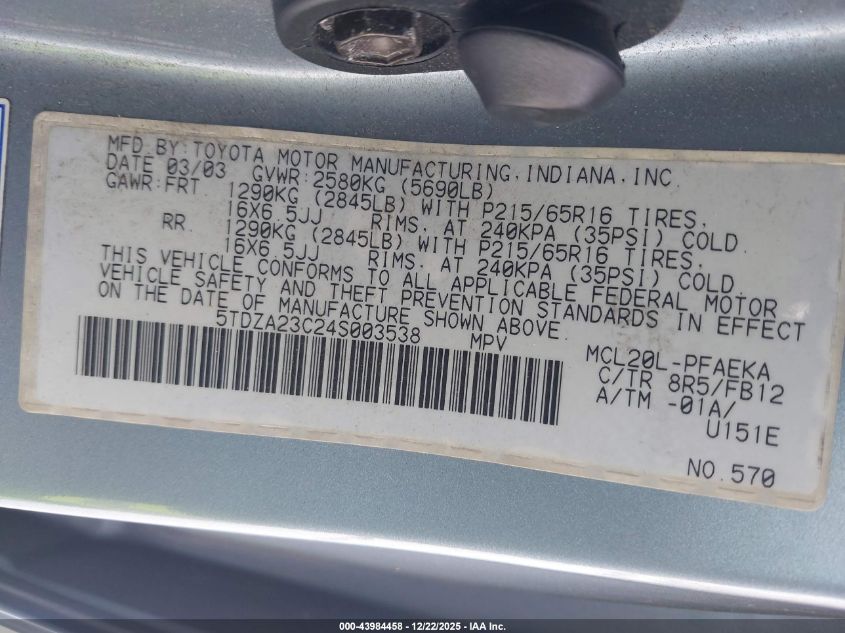 MFD BY:TOYOTA MOTOR MANUFACTURING, INDIANA, INC.
DATE 03/03 GVWR:2580KG (5690LB)
GAWR:FRT 1290KG (2845LB) WITH P215/65R16 TIRES,
16X6.5JJ RIMS, AT 240KPA (35PSI) COLD
RR 1290KG (2845LB) WITH P215/65R16 TIRES,
16X6.5JJ RIMS, AT 240KPA (35PSI) COLD
THIS VEHICLE CONFORMS TO ALL APPLICABLE FEDERAL MOTOR
VEHICLE SAFETY AND THEFT PREVENTION STANDARDS IN EFFECT
ON THE DATE OF MANUFACTURE SHOWN ABOVE.
5TDZA23C24S003538 MPV
MCL20L-PFAEKA
C/TR 8R5/FB12
A/TM -01A/
U151E
NO.570
000-43984458 - 12/22/2025 - IAA Inc.